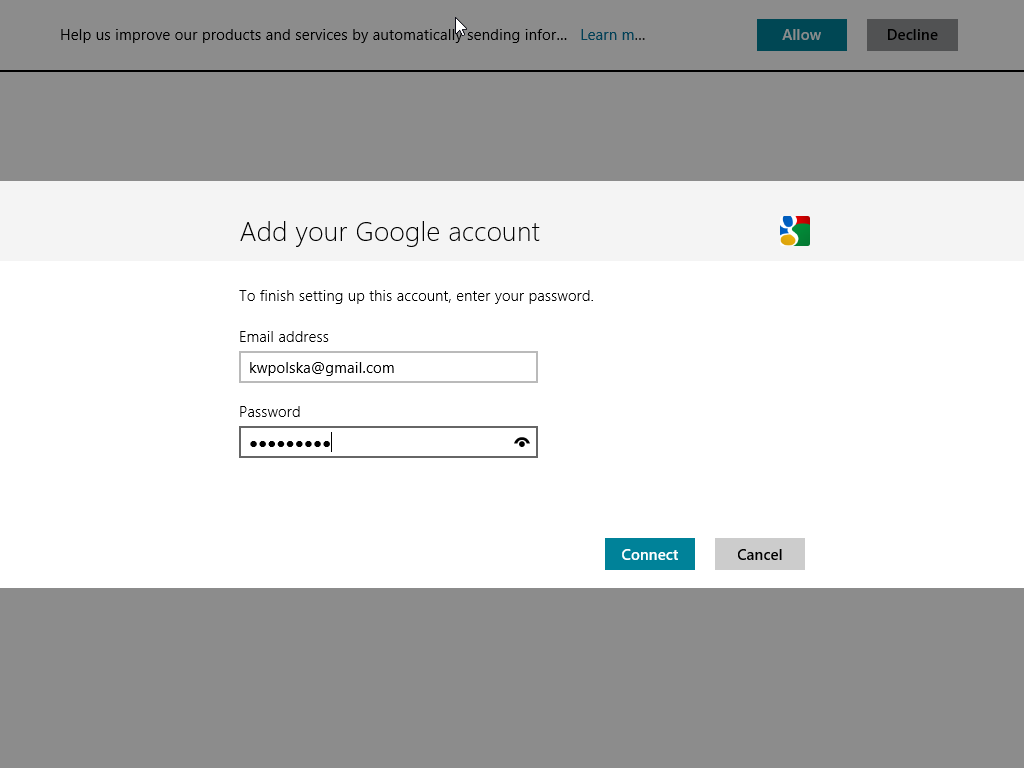 Help us improve our products and services by automatically sending infor... Learn m...
Allow
Decline
Add your Google account
To finish setting up this account, enter your password.
Email address
kwpolska@gmail.com
Password
●●●●●●●●●
Connect
Cancel